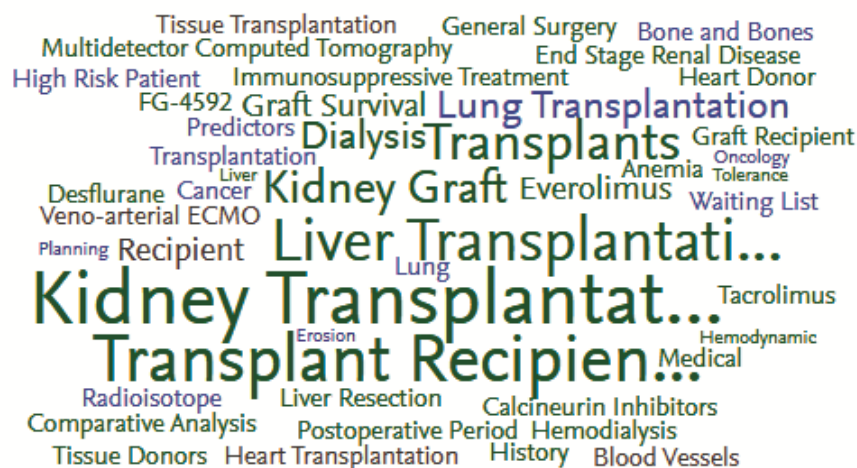 Tissue Transplantation General Surgery Bone and Bones
Multidetector Computed Tomography End Stage Renal Disease
High Risk Patient Immunosuppressive Treatment Heart Donor
FG-4592 Graft Survival Lung Transplantation
Predictors Dialysis Transplants Graft Recipient
Transplantation Anemia Oncology
Liver Tolerance
Desflurane Cancer Kidney Graft Everolimus Waiting List
Veno-arterial ECMO
Planning Recipient Liver Transplantati...
Lung
Kidney Transplantat... Tacrolimus
Erosion Hemodynamic
Transplant Recipien... Medical
Radioisotope Liver Resection Calcineurin Inhibitors
Comparative Analysis Postoperative Period Hemodialysis
Tissue Donors Heart Transplantation History Blood Vessels